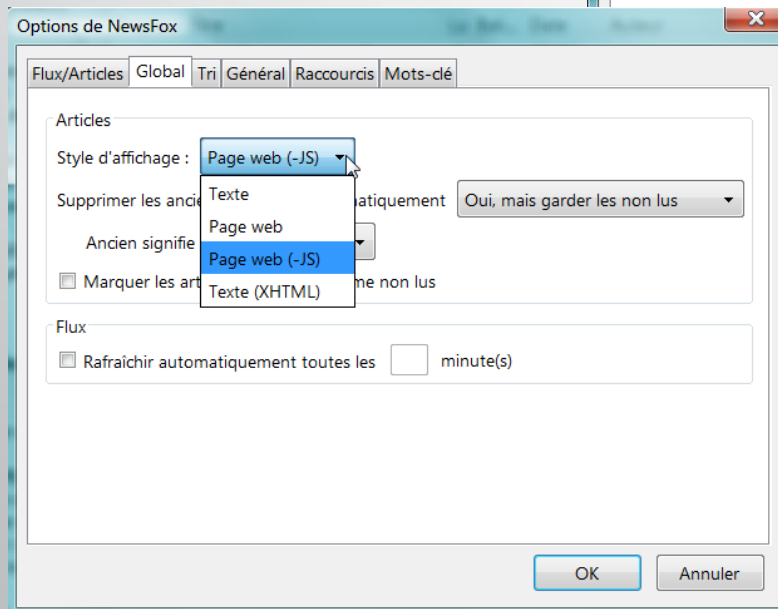 Options de NewsFox
Flux/Articles Global Tri Général Raccourcis Mots-clé
Articles
Style d'affichage : Page web (-JS)
Texte
Supprimer les ancie matiquement Oui, mais garder les non lus
Page web
Ancien signifie
Page web (-JS)
Marquer les art me non lus
Texte (XHTML)
Flux
Rafraîchir automatiquement toutes les minute(s)
OK Annuler